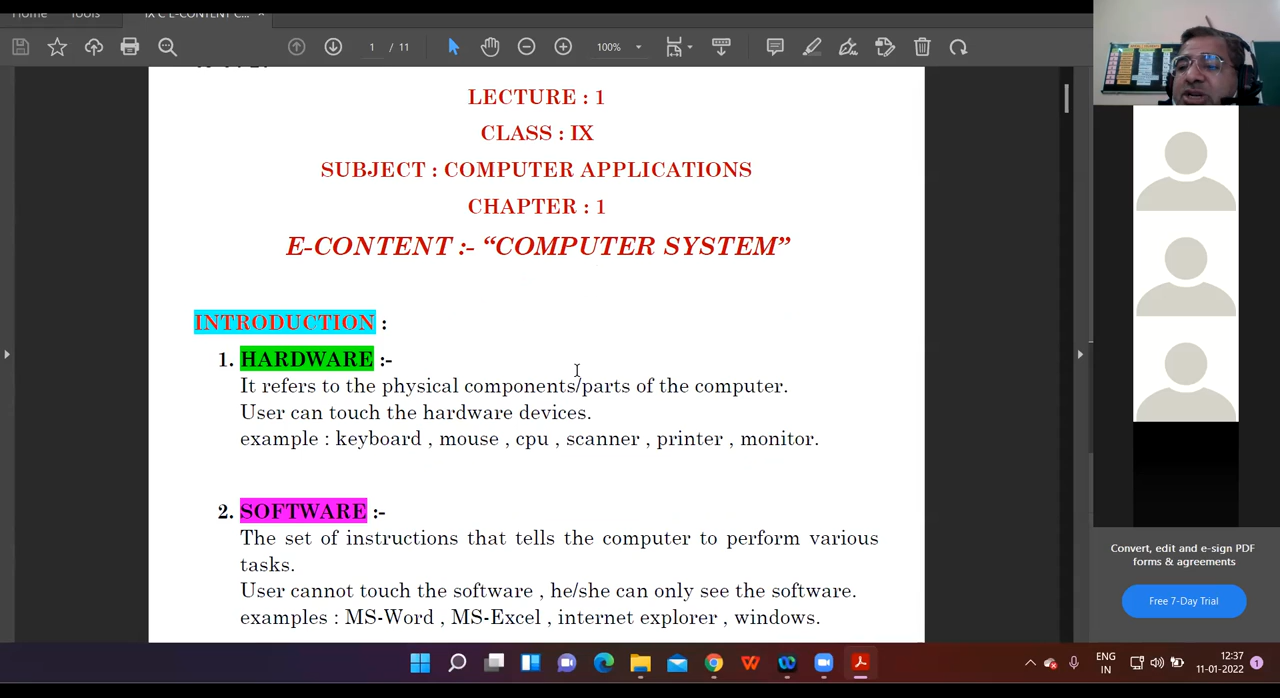 Home Tools IX C E-CONTENT C... ×
1 / 11 100%
LECTURE : 1
CLASS : IX
SUBJECT : COMPUTER APPLICATIONS
CHAPTER : 1
E-CONTENT :- “COMPUTER SYSTEM”
INTRODUCTION :
1. HARDWARE :-
It refers to the physical components/parts of the computer.
User can touch the hardware devices.
example : keyboard , mouse , cpu , scanner , printer , monitor.
2. SOFTWARE :-
The set of instructions that tells the computer to perform various
tasks.
User cannot touch the software , he/she can only see the software.
examples : MS-Word , MS-Excel , internet explorer , windows.
Convert, edit and e-sign PDF
forms & agreements
Free 7-Day Trial
ENG
IN
12:37
11-01-2022
1